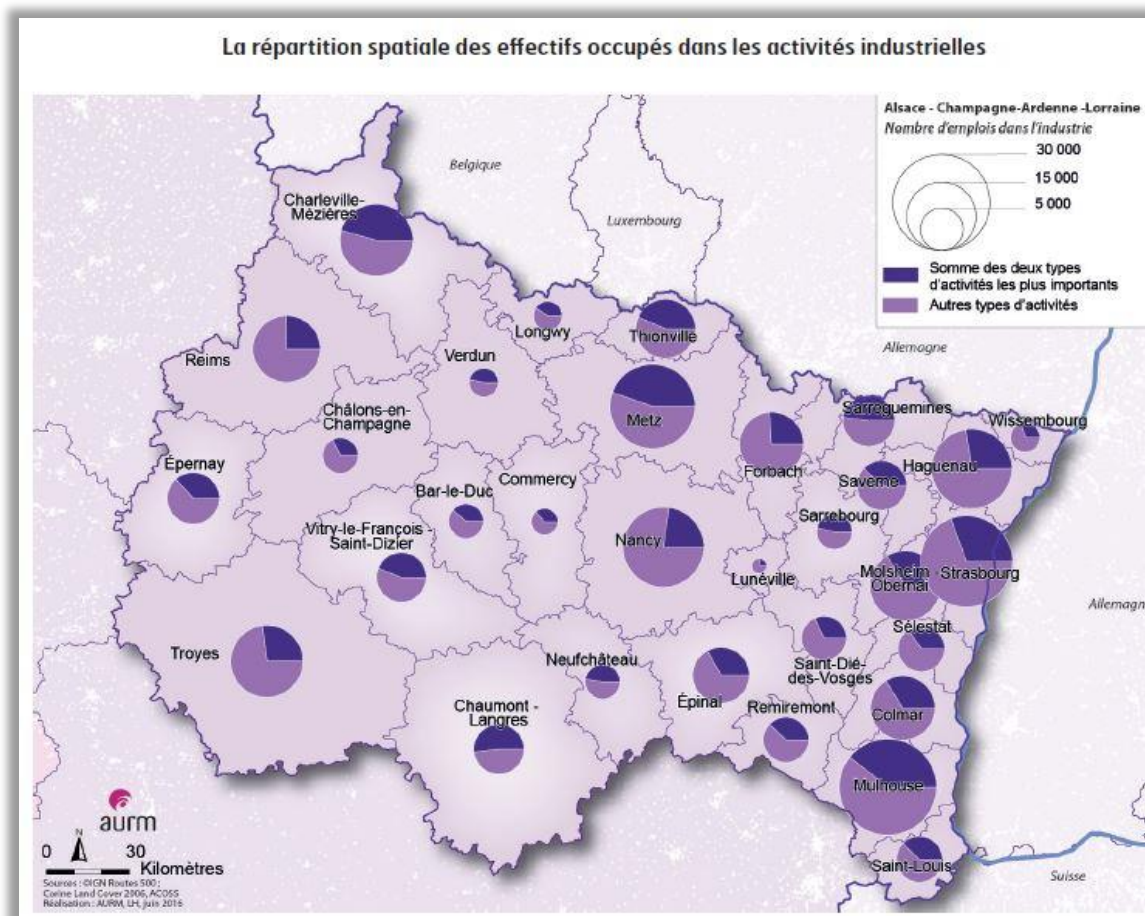 La répartition spatiale des effectifs occupés dans les activités industrielles
Alsace - Champagne-Ardenne -Lorraine
Nombre d'emplois dans l'industrie
30 000
15 000
5 000
Somme des deux types
d'activités les plus importants
Autres types d'activités
Belgique
Luxembourg
Allemagne
Charleville-
Mézières
Longwy
Thionville
Reims
Verdun
Metz
Sarreguemines
Wissembourg
Châlons-en-
Champagne
Forbach
Haguenau
Épernay
Bar-le-Duc
Commercy
Saverne
Vitry-le-François -
Saint-Dizier
Nancy
Sarrebourg
Lunéville
Molsheim -
Obernai
Strasbourg
Allemagn
Sélestat
Troyes
Neufchâteau
Saint-Dié-
des-Vosges
Chaumont -
Langres
Épinal
Remiremont
Colmar
Mulhouse
Saint-Louis
Suisse
aurm
N
0 30
Kilomètres
Sources : ©IGN Routes 500 ;
Corine Land Cover 2006, ACOSS
Réalisation : AURM, LH, juin 2016